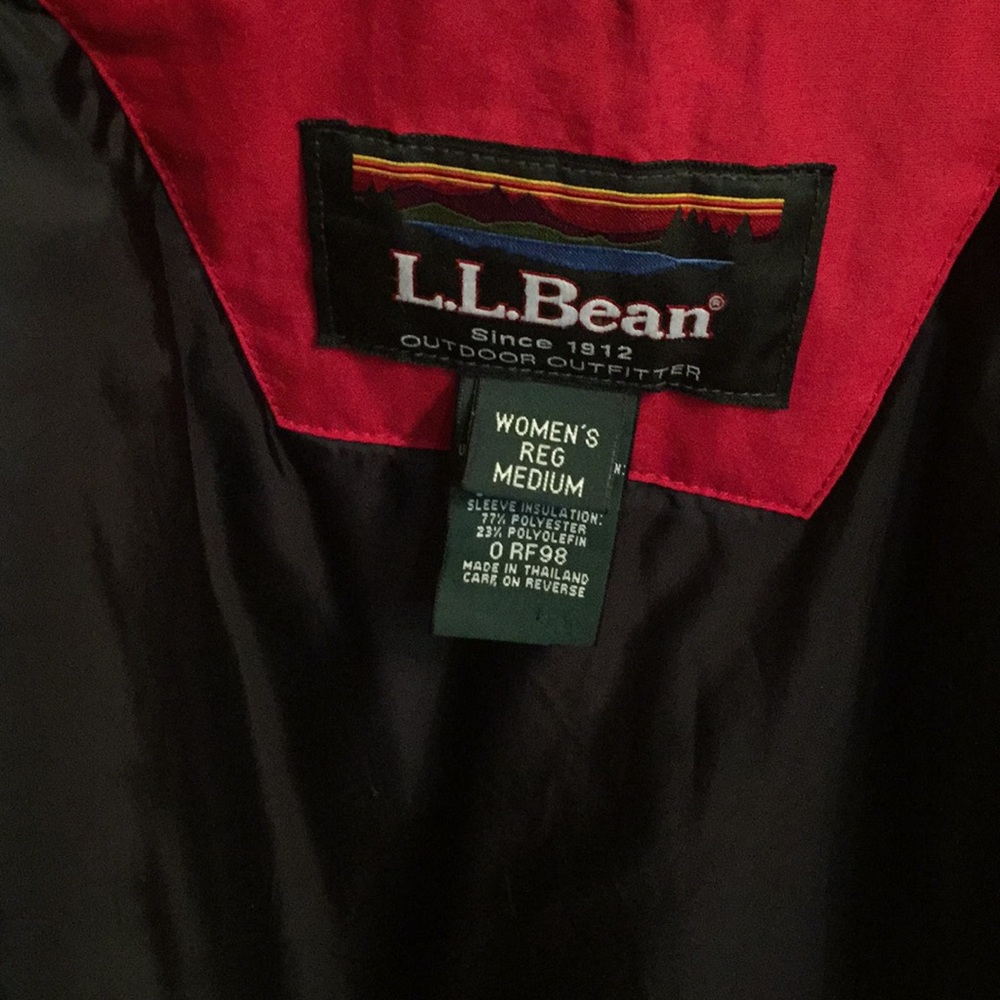 L.L.Bean®
Since 1912
OUTDOOR OUTFITTER
WOMEN'S
REG
MEDIUM
N:
SLEEVE INSULATION:
77% POLYESTER
23% POLYOLEFIN
0 RF98
MADE IN THAILAND
CARE ON REVERSE